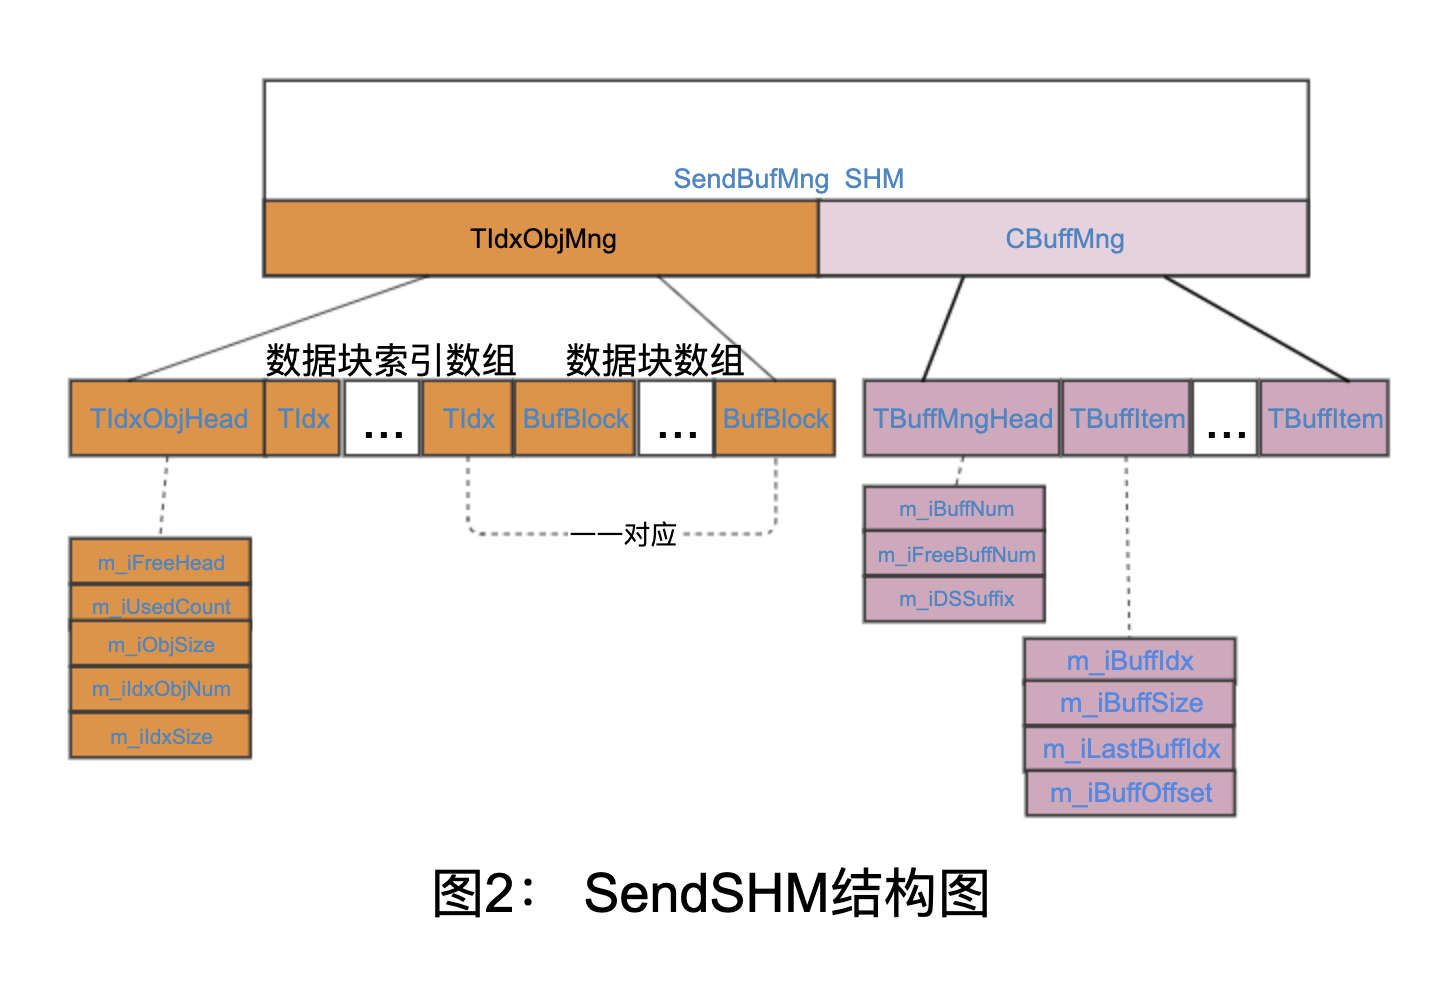 SendBufMng SHM
TIdxObjMng
CBuffMng
数据块索引数组
数据块数组
TIdxObjHead
TIdx
...
TIdx
BufBlock
...
BufBlock
TBuffMngHead
TBuffItem
...
TBuffItem
一一对应
m_iFreeHead
m_iUsedCount
m_iObjSize
m_iIdxObjNum
m_iIdxSize
m_iBuffNum
m_iFreeBuffNum
m_iDSSuffix
m_iBuffIdx
m_iBuffSize
m_iLastBuffIdx
m_iBuffOffset
图2： SendSHM结构图